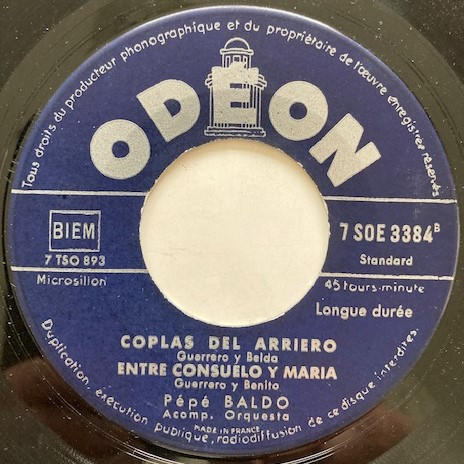 Tous droits du producteur phonographique et du propriétaire de l'œuvre enregistrée réservés
ODÉON
BIEM
7 TSO 893
Microsillon
7 SOE 3384 B
Standard
45 tours-minute
Longue durée
COPLAS DEL ARRIERO
Guerrero y Belda
ENTRE CONSUELO Y MARIA
Guerrero y Benito
Pépé BALDO
Acomp. Orquesta
MADE IN FRANCE
Duplication, exécution publique, radiodiffusion de ce disque interdites.